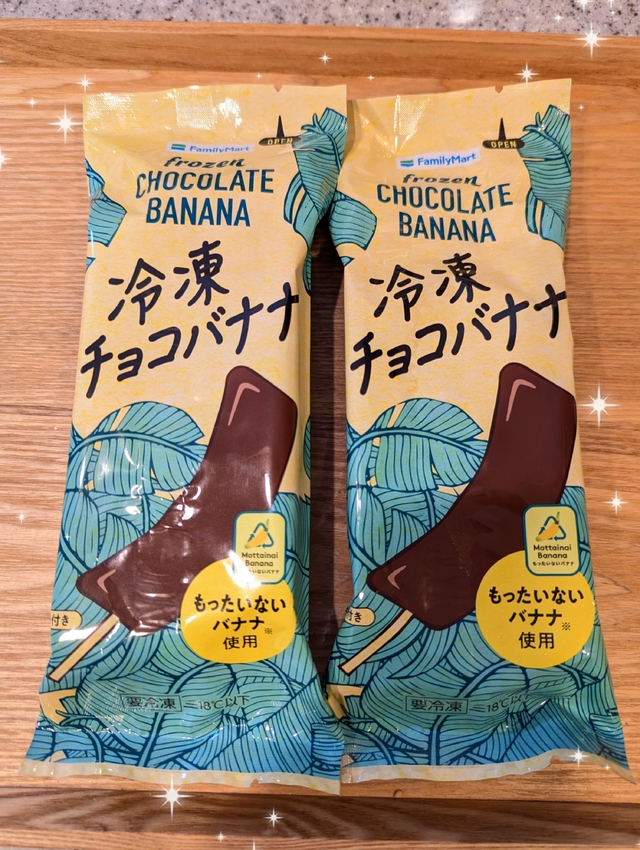 FamilyMart
OPEN
frozen
CHOCOLATE
BANANA
冷凍
チョコバナナ
Mottainai
Banana
もったいないバナナ
もったいない
バナナ※
使用
付き
要冷凍 －18℃以下
FamilyMart
OPEN
frozen
CHOCOLATE
BANANA
冷凍
チョコバナナ
Mottainai
Banana
もったいないバナナ
もったいない
バナナ※
使用
付き
要冷凍 －18℃以下